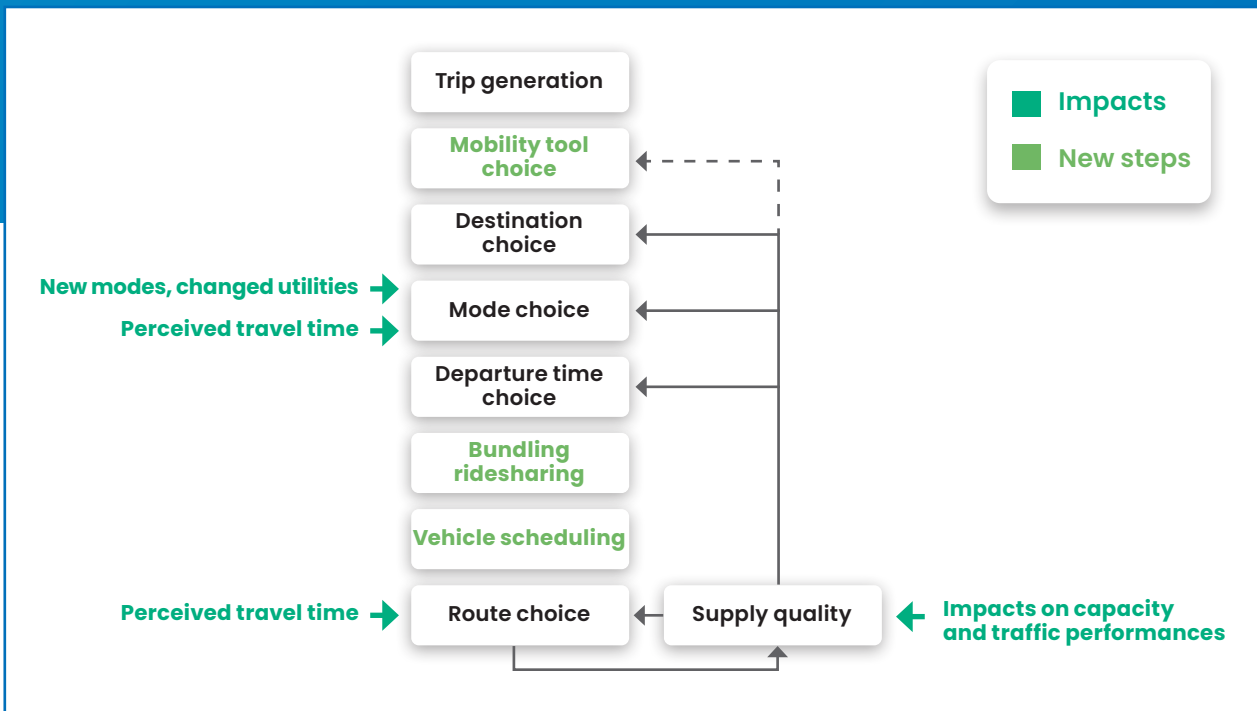 Trip generation
Mobility tool
choice
Destination
choice
New modes, changed utilities
Perceived travel time
Mode choice
Departure time
choice
Bundling
ridesharing
Vehicle scheduling
Perceived travel time
Route choice
Supply quality
Impacts on capacity
and traffic performances
Impacts
New steps